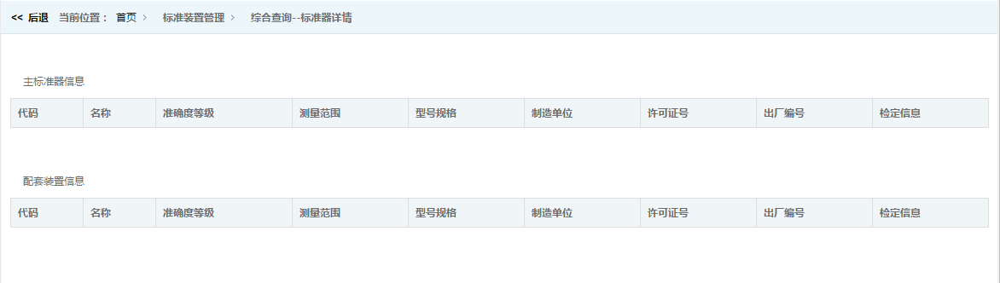 << 后退 当前位置： 首页 > 标准装置管理 > 综合查询--标准器详情
主标准器信息
代码 名称 准确度等级 测量范围 型号规格 制造单位 许可证号 出厂编号 检定信息
配套装置信息
代码 名称 准确度等级 测量范围 型号规格 制造单位 许可证号 出厂编号 检定信息